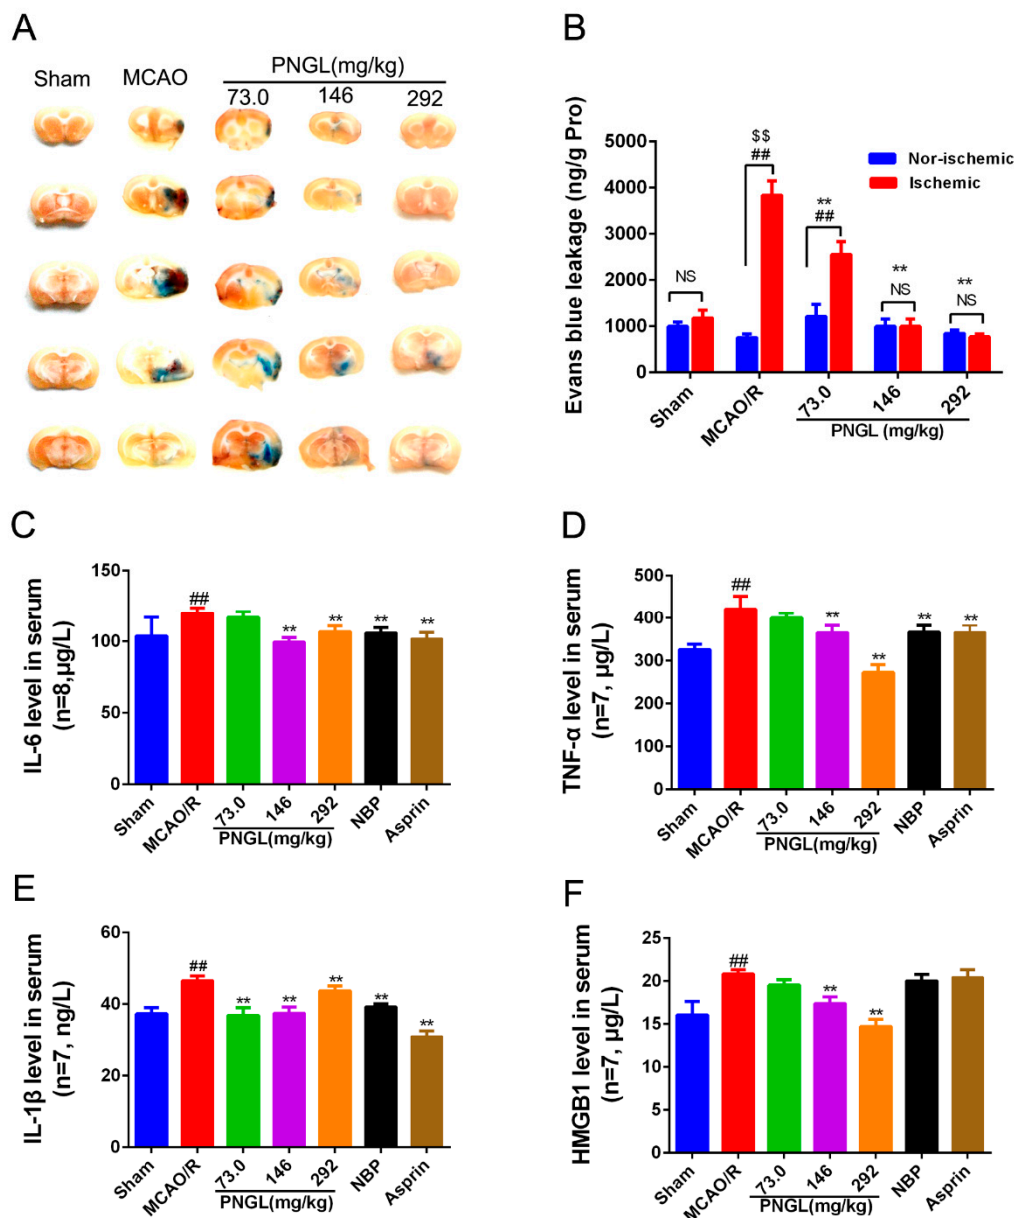 A
Sham
MCAO
PNGL(mg/kg)
73.0
146
292
B
Evans blue leakage (ng/g Pro)
5000
4000
3000
2000
1000
0
Nor-ischemic
Ischemic
NS
$$
##
**
##
**
NS
**
NS
Sham
MCAO/R
73.0
146
292
PNGL (mg/kg)
C
IL-6 level in serum
(n=8,µg/L)
150
100
50
0
##
**
**
**
**
Sham
MCAO/R
73.0
146
292
NBP
Asprin
PNGL(mg/kg)
D
TNF-α level in serum
(n=7, µg/L)
500
400
300
200
100
0
##
**
**
**
**
Sham
MCAO/R
73.0
146
292
NBP
Asprin
PNGL(mg/kg)
E
IL-1β level in serum
(n=7, ng/L)
60
40
20
0
##
**
**
**
**
**
Sham
MCAO/R
73.0
146
292
NBP
Asprin
PNGL(mg/kg)
F
HMGB1 level in serum
(n=7, µg/L)
25
20
15
10
5
0
##
**
**
Sham
MCAO/R
73.0
146
292
NBP
Asprin
PNGL(mg/kg)